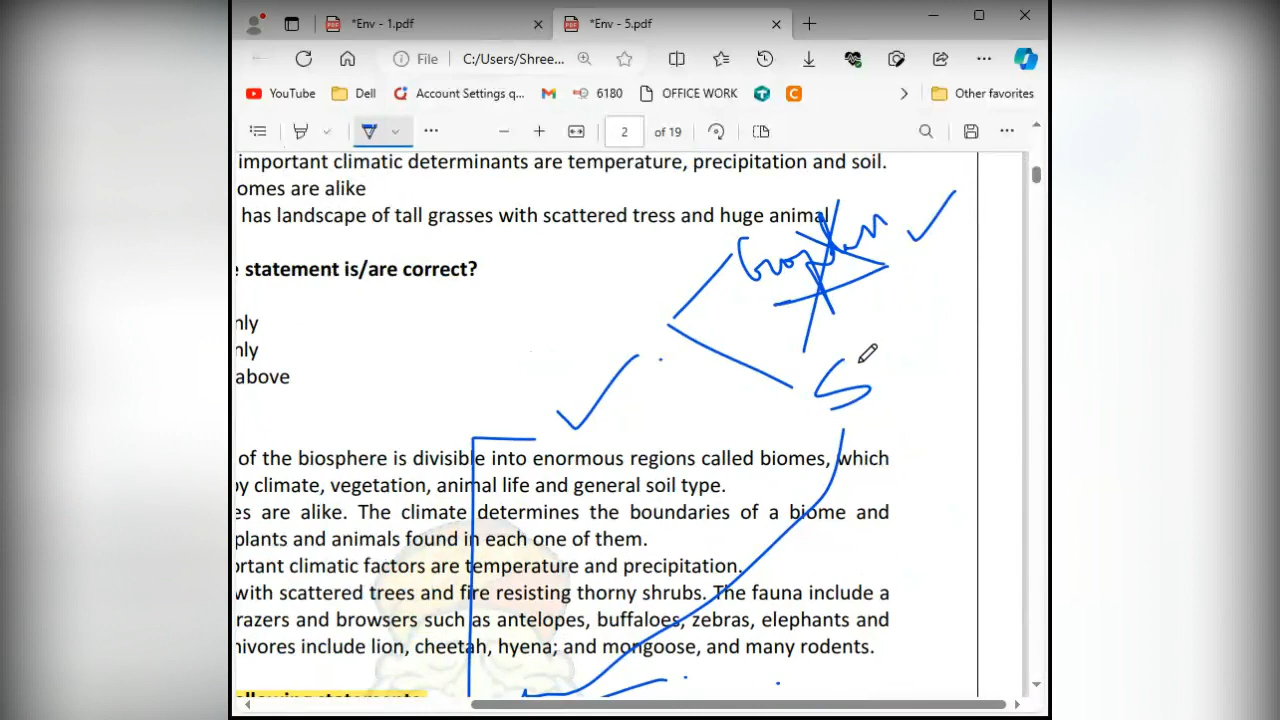 *Env - 1.pdf
*Env - 5.pdf
File
C:/Users/Shree...
YouTube
Dell
Account Settings q...
6180
OFFICE WORK
Other favorites
2 of 19
important climatic determinants are temperature, precipitation and soil.
omes are alike
has landscape of tall grasses with scattered tress and huge animal
e statement is/are correct?
nly
nly
above
S
of the biosphere is divisible into enormous regions called biomes, which
by climate, vegetation, animal life and general soil type.
es are alike. The climate determines the boundaries of a biome and
plants and animals found in each one of them.
ortant climatic factors are temperature and precipitation.
with scattered trees and fire resisting thorny shrubs. The fauna include a
razers and browsers such as antelopes, buffaloes, zebras, elephants and
nivores include lion, cheetah, hyena; and mongoose, and many rodents.
ollowing statements